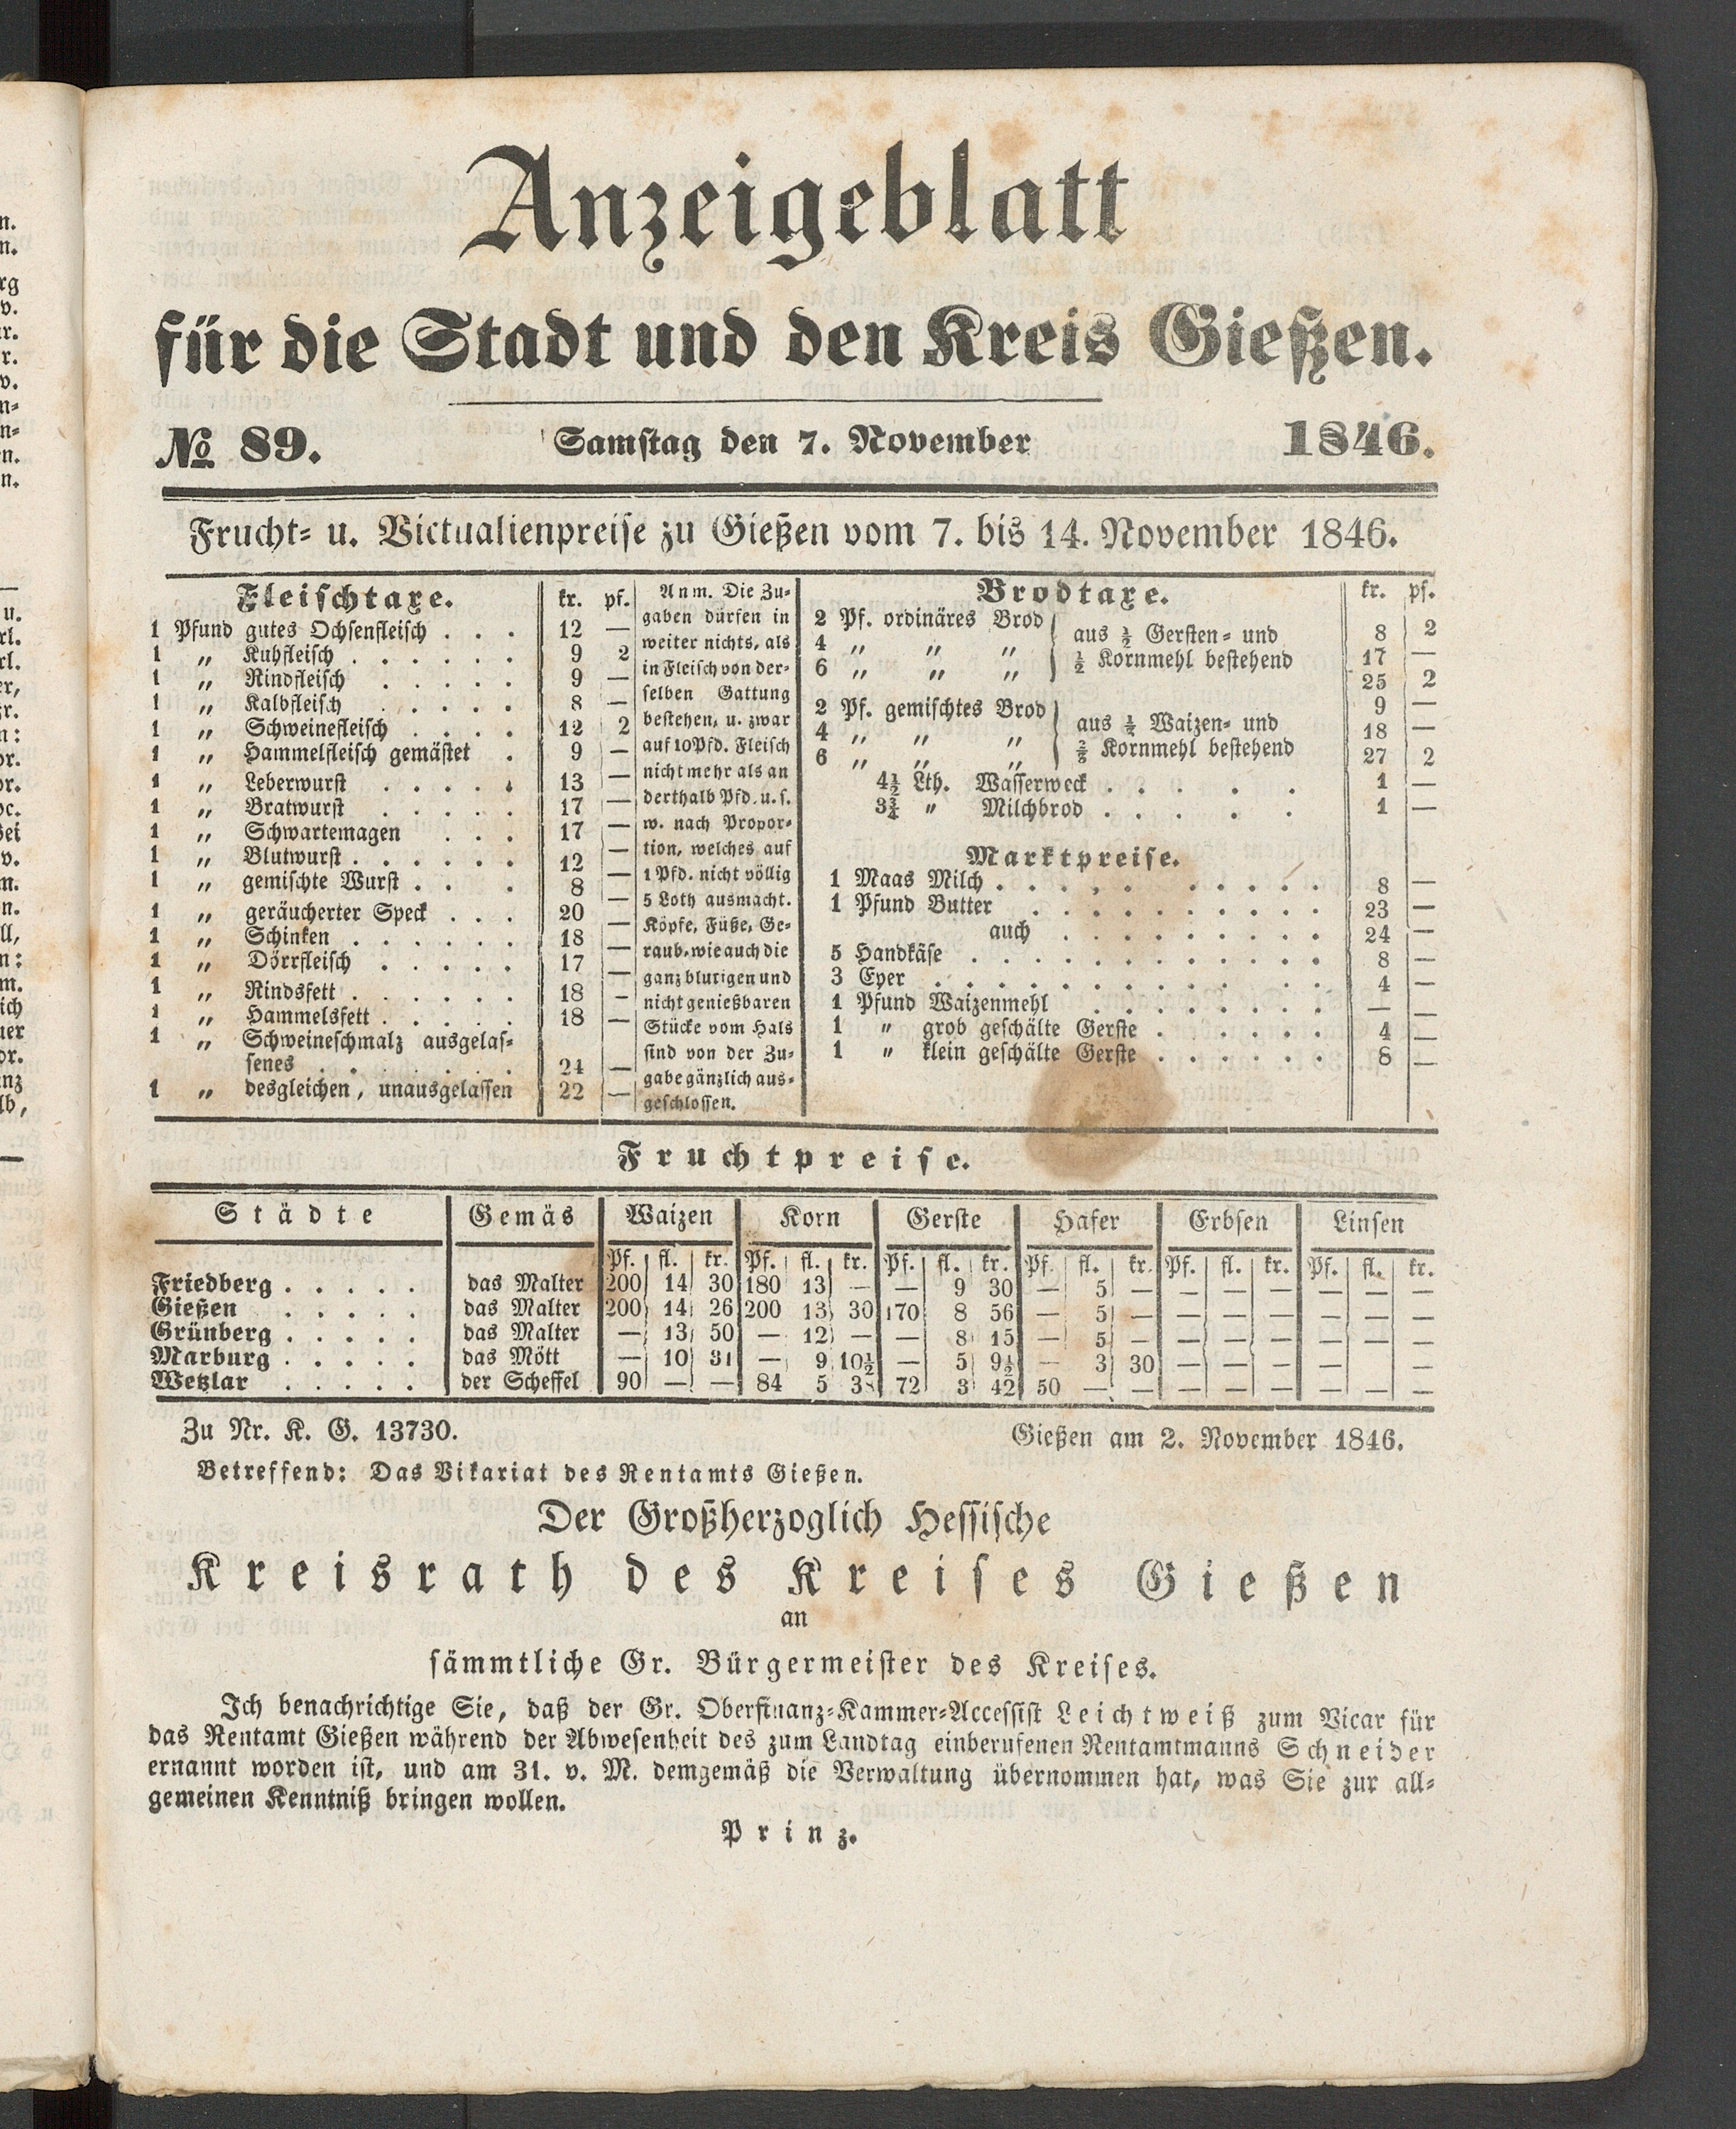 Anzeigeblatt
für die Stadt und den Kreis Gießen.
№ 89. Samstag den 7. November 1846.
Frucht= u. Victualienpreise zu Gießen vom 7. bis 14. November 1846.
Fleischtaxe. kr. pf.
1 Pfund gutes Ochsenfleisch . . . 12 —
1 „ Kuhfleisch . . . . . . 9 2
1 „ Rindfleisch . . . . . 9 —
1 „ Kalbfleisch . . . . . 8 —
1 „ Schweinefleisch . . . . 12 2
1 „ Hammelfleisch gemästet . 9 —
1 „ Leberwurst . . . . . 13 —
1 „ Bratwurst . . . . . 17 —
1 „ Schwartemagen . . . 17 —
1 „ Blutwurst . . . . . . 12 —
1 „ gemischte Wurst . . . 8 —
1 „ geräucherter Speck . . . 20 —
1 „ Schinken . . . . . . 18 —
1 „ Dörrfleisch . . . . . 17 —
1 „ Rindsfett . . . . . . 18 —
1 „ Hammelsfett . . . . . 18 —
1 „ Schweineschmalz ausgelas=
senes . . . . . . . 24 —
1 „ desgleichen, unausgelassen 22 —
Anm. Die Zu=
gaben dürfen in
weiter nichts, als
in Fleisch von der=
selben Gattung
bestehen, u. zwar
auf 10 Pfd. Fleisch
nicht mehr als an
derthalb Pfd. u. s.
w. nach Propor=
tion, welches auf
1 Pfd. nicht völlig
5 Loth ausmacht.
Köpfe, Füße, Ge=
raub, wie auch die
ganz blutigen und
nicht genießbaren
Stücke vom Hals
sind von der Zu=
gabe gänzlich aus=
geschlossen.
Brodtaxe. kr. pf.
2 Pf. ordinäres Brod aus ½ Gersten= und 8 2
4 „ „ „ ½ Kornmehl bestehend 17 —
6 „ „ „ 25 2
2 Pf. gemischtes Brod aus Waizen= und 9 —
4 „ „ „ Kornmehl bestehend 18 —
6 „ „ „ 27 2
4½ Lth. Wasserweck . . . . . 1 —
3¾ „ Milchbrod . . . . . 1 —
Marktpreise.
1 Maas Milch . . . . . . . . . . 8 —
1 Pfund Butter . . . . . . . . . . 23 —
auch . . . . . . . . . 24 —
5 Handkäse . . . . . . . . . . . . 8 —
3 Eyer . . . . . . . . . . . . 4 —
1 Pfund Waizenmehl . . . . . . . . — —
1 „ grob geschälte Gerste . . . . . . 4 —
1 „ klein geschälte Gerste . . . . . . 8 —
Fruchtpreise.
Städte Gemäs Waizen Korn Gerste Hafer Erbsen Linsen
Pf. fl. kr. Pf. fl. kr. Pf. fl. kr. Pf. fl. kr. Pf. fl. kr. Pf. fl. kr.
Friedberg . . . . . das Malter 200 14 30 180 13 — — 9 30 — 5 — — — — — — —
Gießen . . . . . das Malter 200 14 26 200 13 30 170 8 56 — 5 — — — — — — —
Grünberg . . . . . das Malter — 13 50 — 12 — — 8 15 — 5 — — — — — — —
Marburg . . . . . das Mött — 10 31 — 9 10½ — 5 9½ — 3 30 — — — — —
Wetzlar . . . . . der Scheffel 90 — — 84 5 38 72 3 42 50 — — — — — — — —
Zu Nr. K. G. 13730. Gießen am 2. November 1846.
Betreffend: Das Vikariat des Rentamts Gießen.
Der Großherzoglich Hessische
Kreisrath des Kreises Gießen
an
sämmtliche Gr. Bürgermeister des Kreises.
Ich benachrichtige Sie, daß der Gr. Oberfinanz=Kammer=Accessist Leichtweiß zum Vicar für
das Rentamt Gießen während der Abwesenheit des zum Landtag einberufenen Rentamtmanns Schneider
ernannt worden ist, und am 31. v. M. demgemäß die Verwaltung übernommen hat, was Sie zur all=
gemeinen Kenntniß bringen wollen.
Prinz.